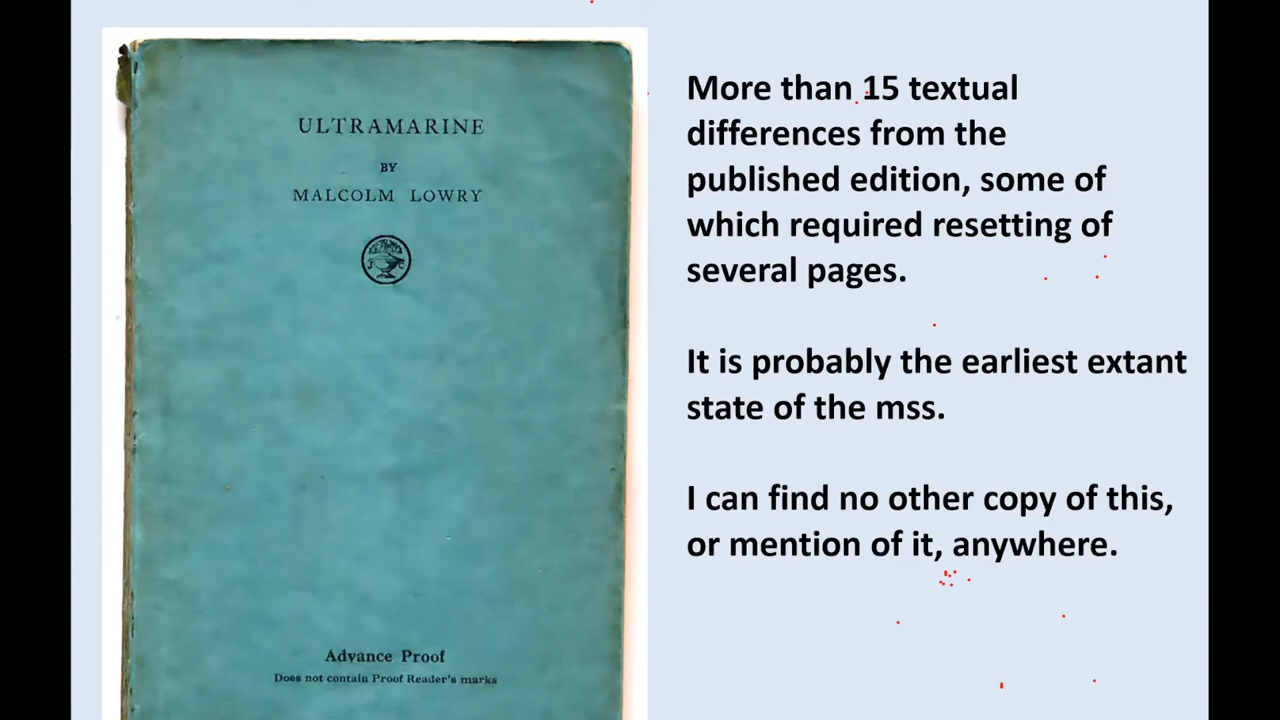 ULTRAMARINE
BY
MALCOLM LOWRY
J C
Advance Proof
Does not contain Proof Reader's marks
More than 15 textual
differences from the
published edition, some of
which required resetting of
several pages.
It is probably the earliest extant
state of the mss.
I can find no other copy of this,
or mention of it, anywhere.